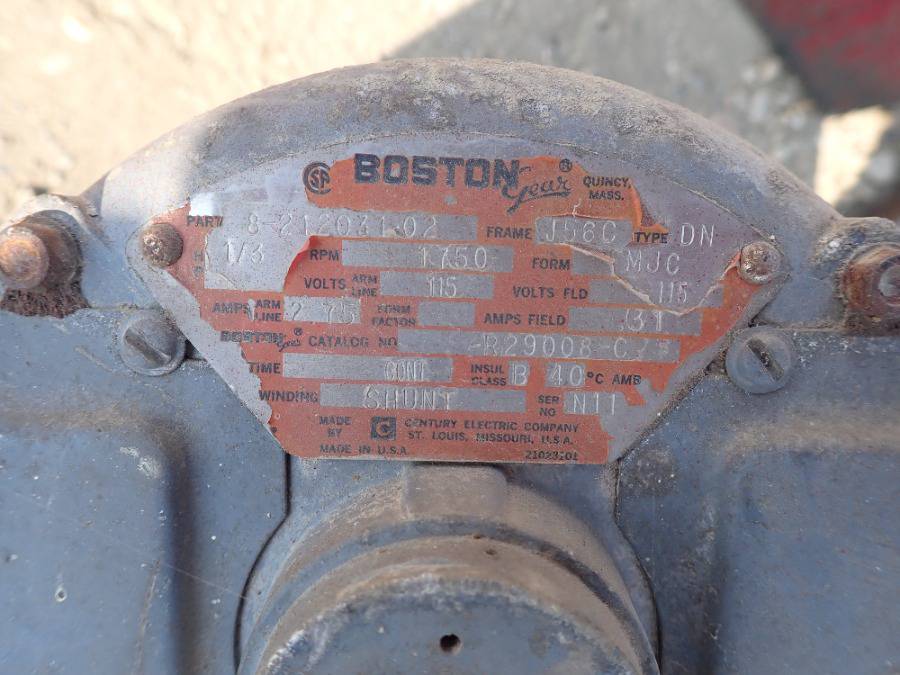 SA BOSTON Gear ® QUINCY, MASS.
PART 8-212031-02 FRAME J56C TYPE DN
H P 1/3 RPM 1750 FORM MJC
VOLTS ARM LINE 115 VOLTS FLD 115
AMPS ARM LINE 2.75 FORM FACTOR AMPS FIELD .31
BOSTON Gear ® CATALOG NO
TIME CONT INSUL CLASS B 40 °C AMB
WINDING SHUNT SER NO N11
MADE BY C CENTURY ELECTRIC COMPANY
ST. LOUIS, MISSOURI, U.S.A.
MADE IN U.S.A.